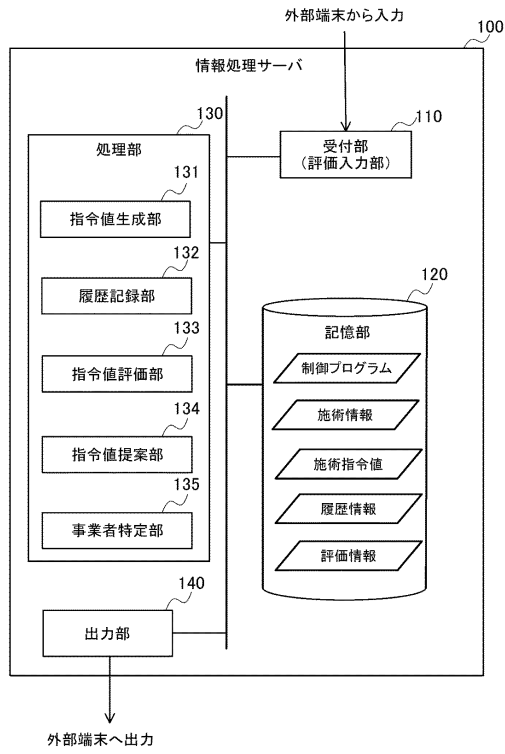 外部端末から入力
100
情報処理サーバ
130
処理部
110
受付部
(評価入力部)
131
指令値生成部
132
履歴記録部
133
指令値評価部
134
指令値提案部
135
事業者特定部
120
記憶部
制御プログラム
施術情報
施術指令値
履歴情報
評価情報
140
出力部
外部端末へ出力